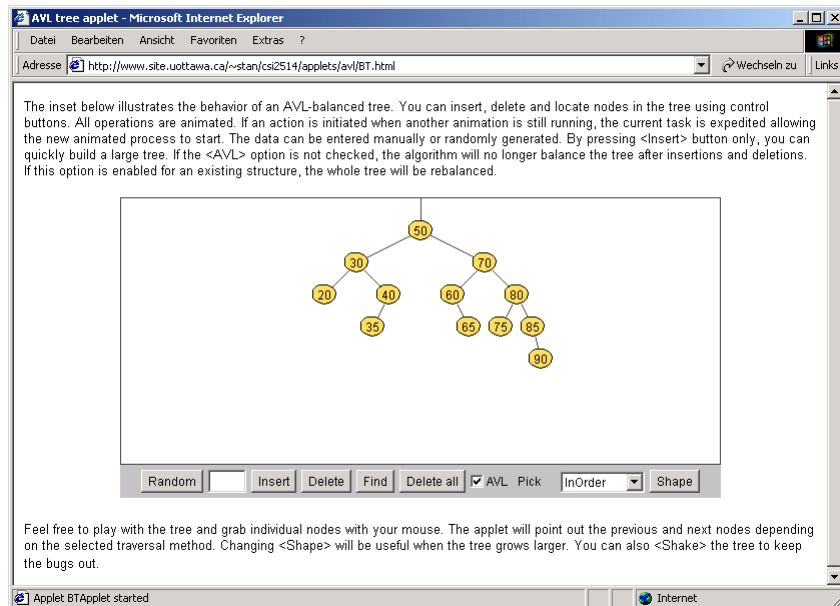 AVL tree applet - Microsoft Internet Explorer
Datei Bearbeiten Ansicht Favoriten Extras ?
Adresse http://www.site.uottawa.ca/~stan/csi2514/applets/avl/BT.html Wechseln zu Links
The inset below illustrates the behavior of an AVL-balanced tree. You can insert, delete and locate nodes in the tree using control
buttons. All operations are animated. If an action is initiated when another animation is still running, the current task is expedited allowing
the new animated process to start. The data can be entered manually or randomly generated. By pressing <Insert> button only, you can
quickly build a large tree. If the <AVL> option is not checked, the algorithm will no longer balance the tree after insertions and deletions.
If this option is enabled for an existing structure, the whole tree will be rebalanced.
50
30 70
20 40 60 80
35 65 75 85
90
Random Insert Delete Find Delete all AVL Pick InOrder Shape
Feel free to play with the tree and grab individual nodes with your mouse. The applet will point out the previous and next nodes depending
on the selected traversal method. Changing <Shape> will be useful when the tree grows larger. You can also <Shake> the tree to keep
the bugs out.
Applet BTApplet started Internet